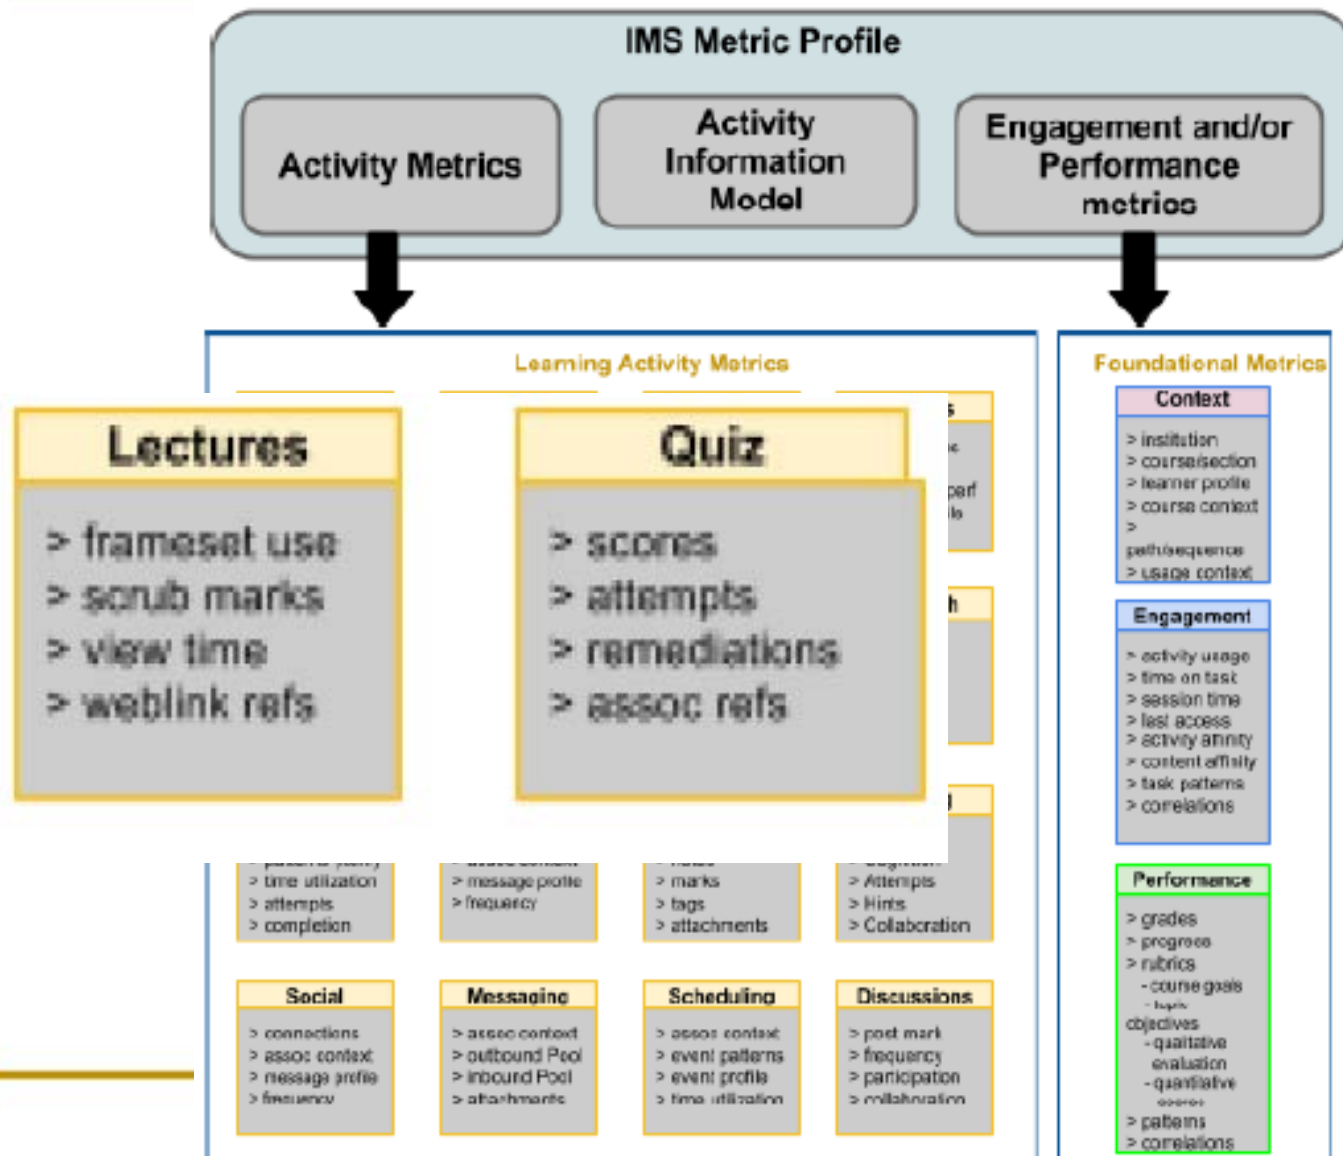 IMS Metric Profile
Activity Metrics
Activity
Information
Model
Engagement and/or
Performance
metrics
Learning Activity Metrics
Lectures
> frameset use
> scrub marks
> view time
> weblink refs
Quiz
> scores
> attempts
> remediations
> assoc refs
> time utilization
> attempts
> completion
> message profile
> frequency
> marks
> tags
> attachments
> Attempts
> Hints
> Collaboration
Social
> connections
> assoc context
> message profile
> frequency
Messaging
> assoc context
> outbound Pool
> inbound Pool
> attachments
Scheduling
> assoc context
> event patterns
> event profile
> time utilization
Discussions
> post mark
> frequency
> participation
> collaboration
Foundational Metrics
Context
> institution
> course/section
> learner profile
> course context
>
path/sequence
> usage context
Engagement
> activity usage
> time on task
> session time
> last access
> activity affinity
> content affinity
> task patterns
> correlations
Performance
> grades
> progress
> rubrics
- course goals
objectives
- qualitative
evaluation
- quantitative
> patterns
> correlations